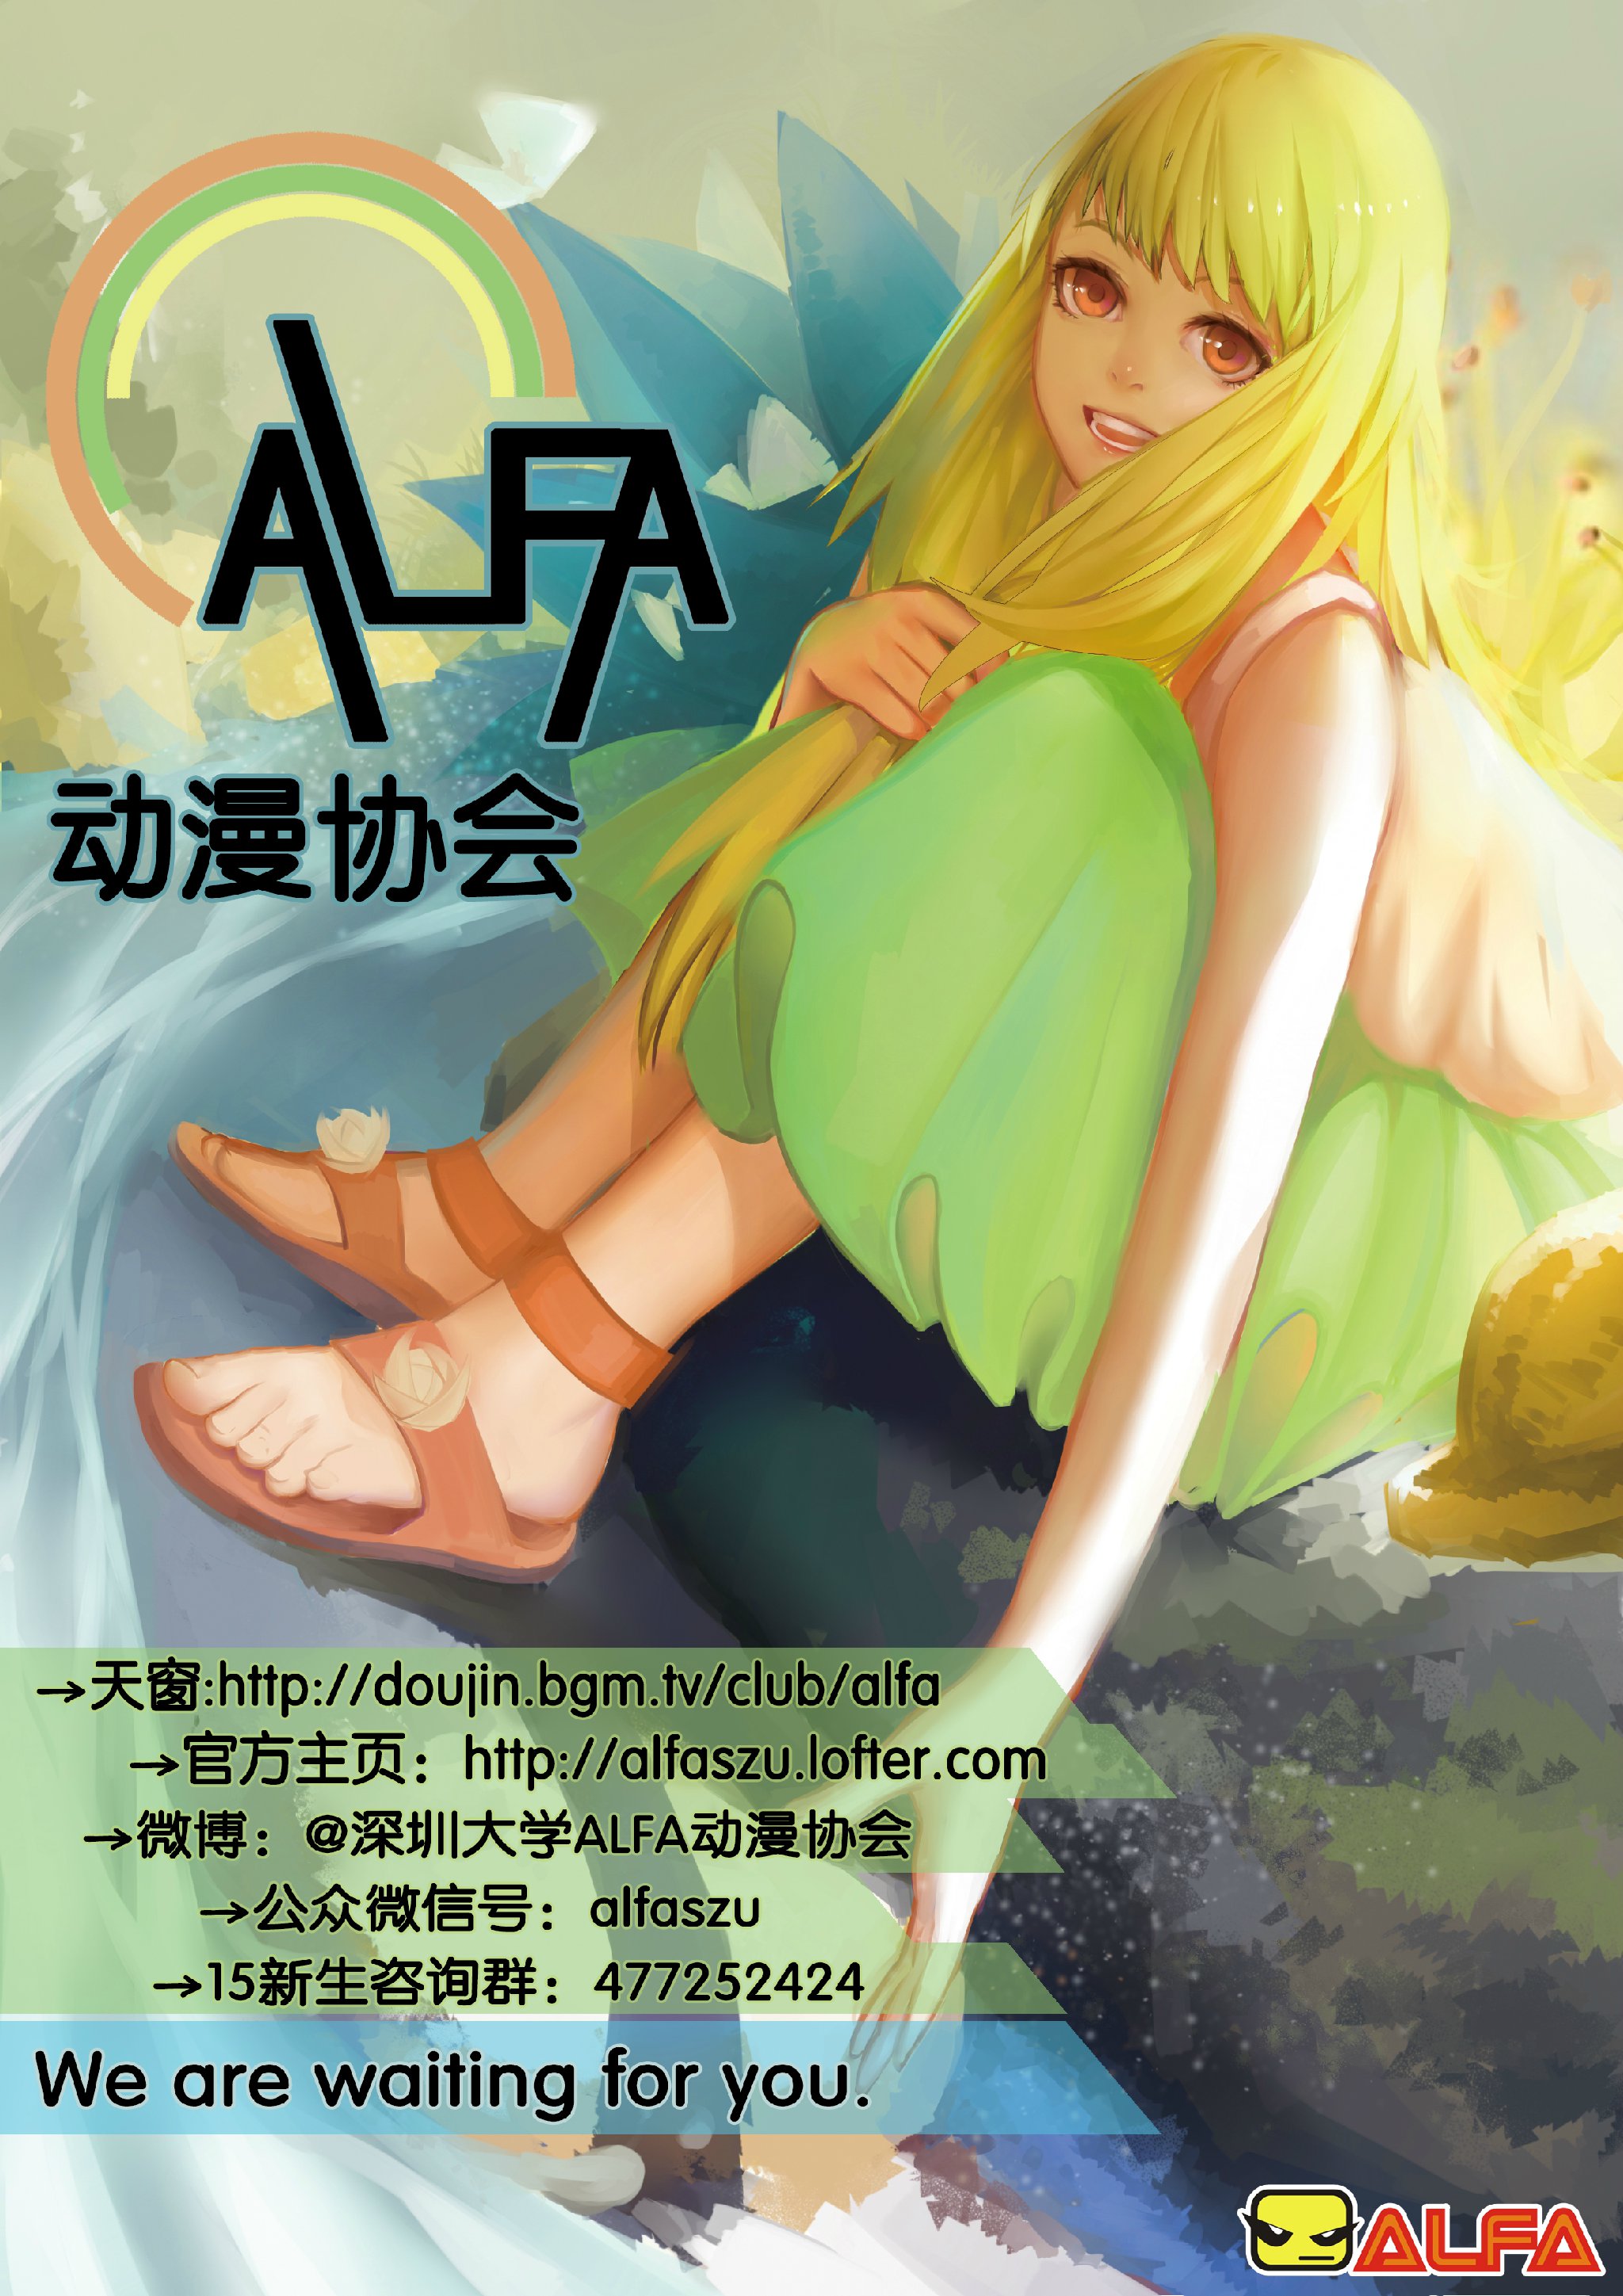 ALFA
动漫协会
→天窗:http://doujin.bgm.tv/club/alfa
→官方主页：http://alfaszu.lofter.com
→微博：@深圳大学ALFA动漫协会
→公众微信号：alfaszu
→15新生咨询群：477252424
We are waiting for you.
ALFA